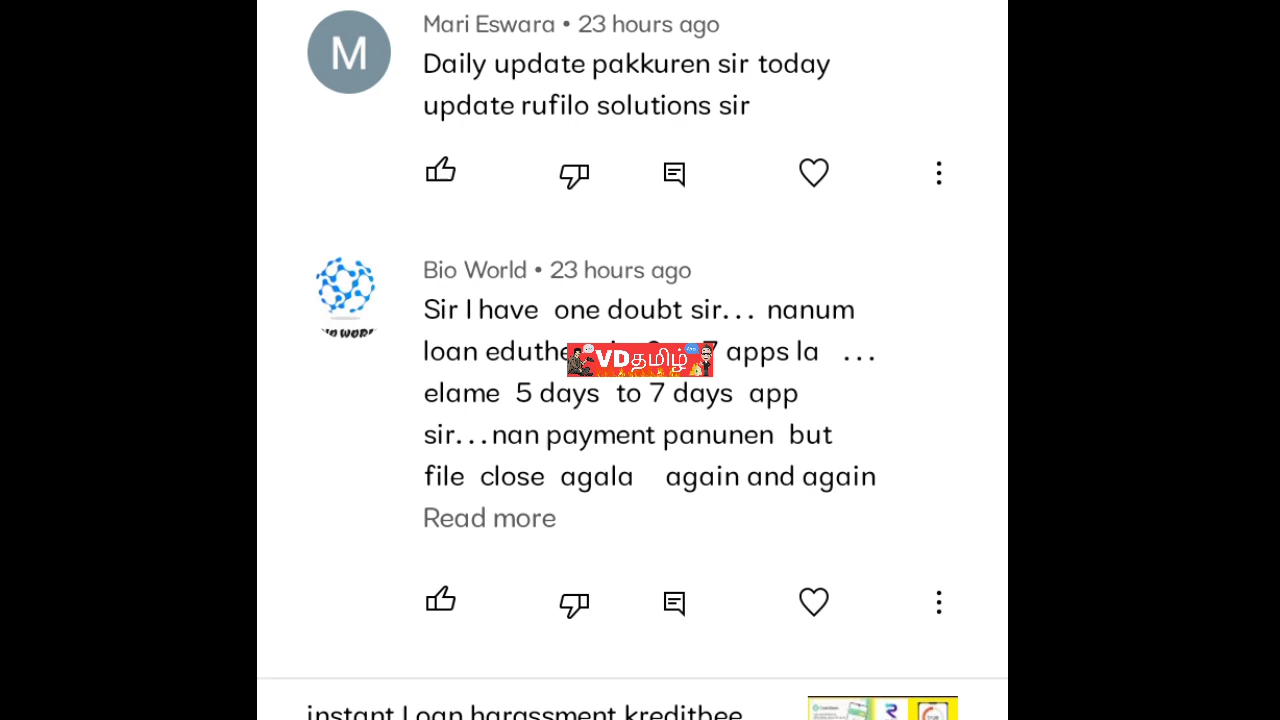 Mari Eswara • 23 hours ago
M
Daily update pakkuren sir today
update rufilo solutions sir
Bio World • 23 hours ago
Sir I have one doubt sir... nanum
loan 7 apps la ...
VDதமிழ்
elame 5 days to 7 days app
sir...nan payment panunen but
file close agala again and again
Read more
instant Loan harassment kreditbee